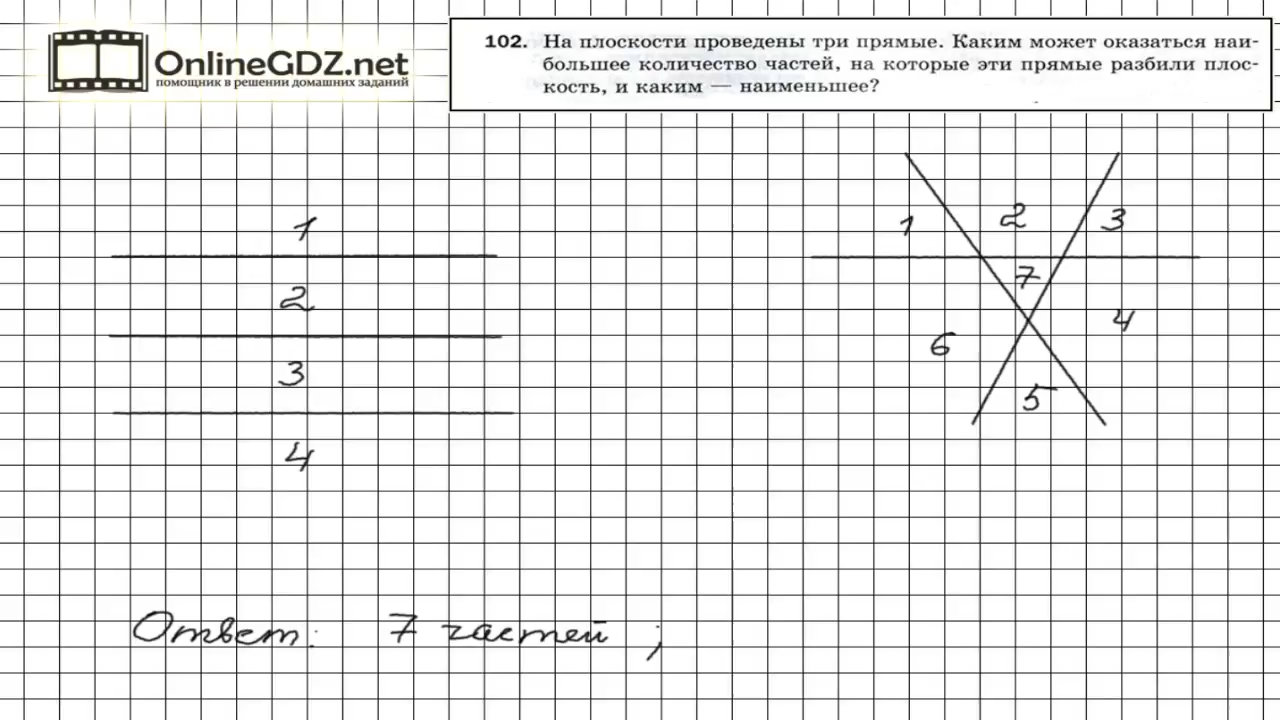 OnlineGDZ.net
помощник в решении домашних заданий
102. На плоскости проведены три прямые. Каким может оказаться наи-
большее количество частей, на которые эти прямые разбили плос-
кость, и каким — наименьшее?
1
2
3
4
1 2 3
7
6 4
5
Ответ: 7 частей ;